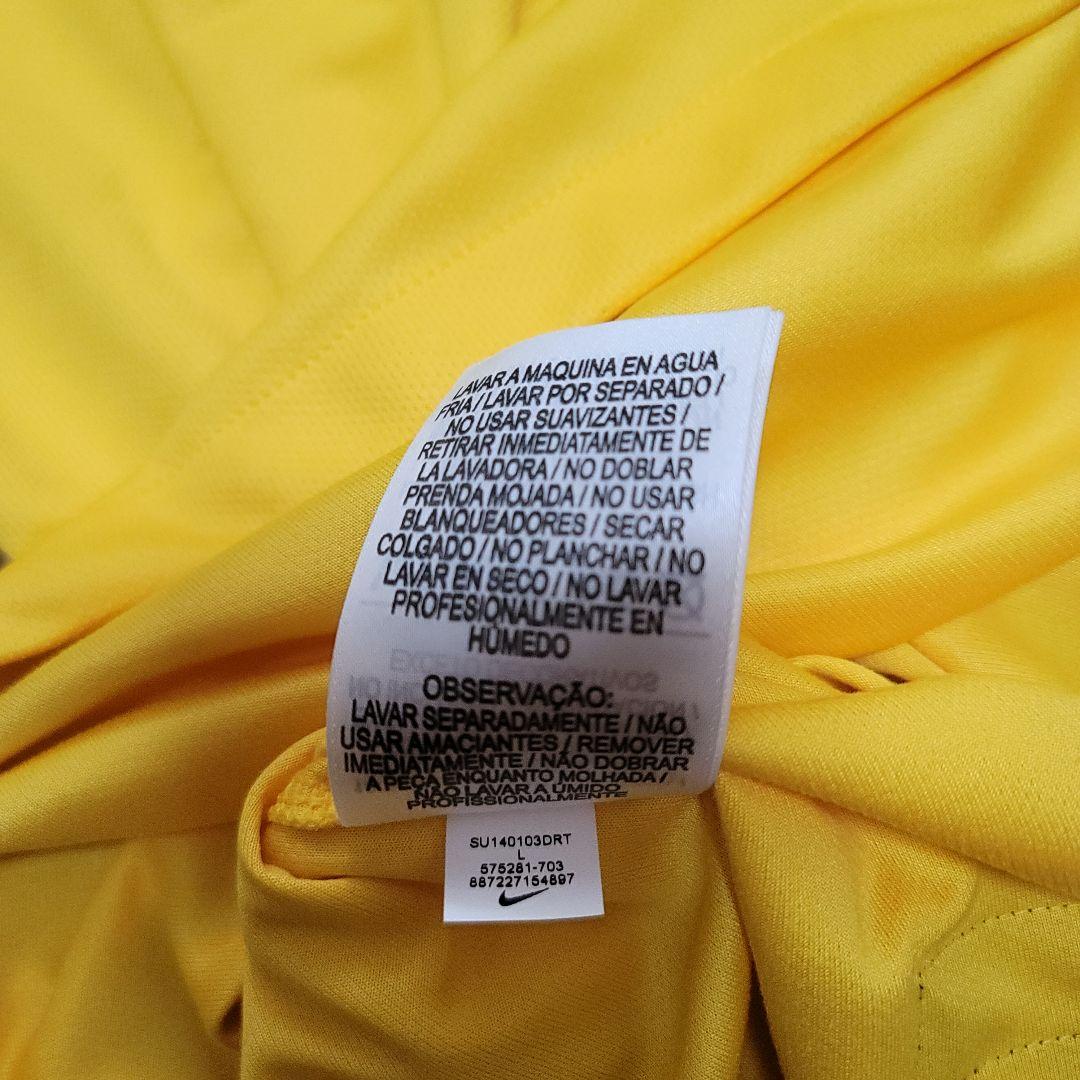 LAVAR A MAQUINA EN AGUA
FRIA / LAVAR POR SEPARADO /
NO USAR SUAVIZANTES /
RETIRAR INMEDIATAMENTE DE
LA LAVADORA / NO DOBLAR
PRENDA MOJADA / NO USAR
BLANQUEADORES / SECAR
COLGADO / NO PLANCHAR / NO
LAVAR EN SECO / NO LAVAR
PROFESIONALMENTE EN
HÚMEDO
OBSERVAÇÃO:
LAVAR SEPARADAMENTE / NÃO
USAR AMACIANTES / REMOVER
IMEDIATAMENTE / NÃO DOBRAR
A PEÇA ENQUANTO MOLHADA /
NÃO LAVAR A ÚMIDO
PROFISSIONALMENTE
SU140103DRT
L
575281-703
887227154897